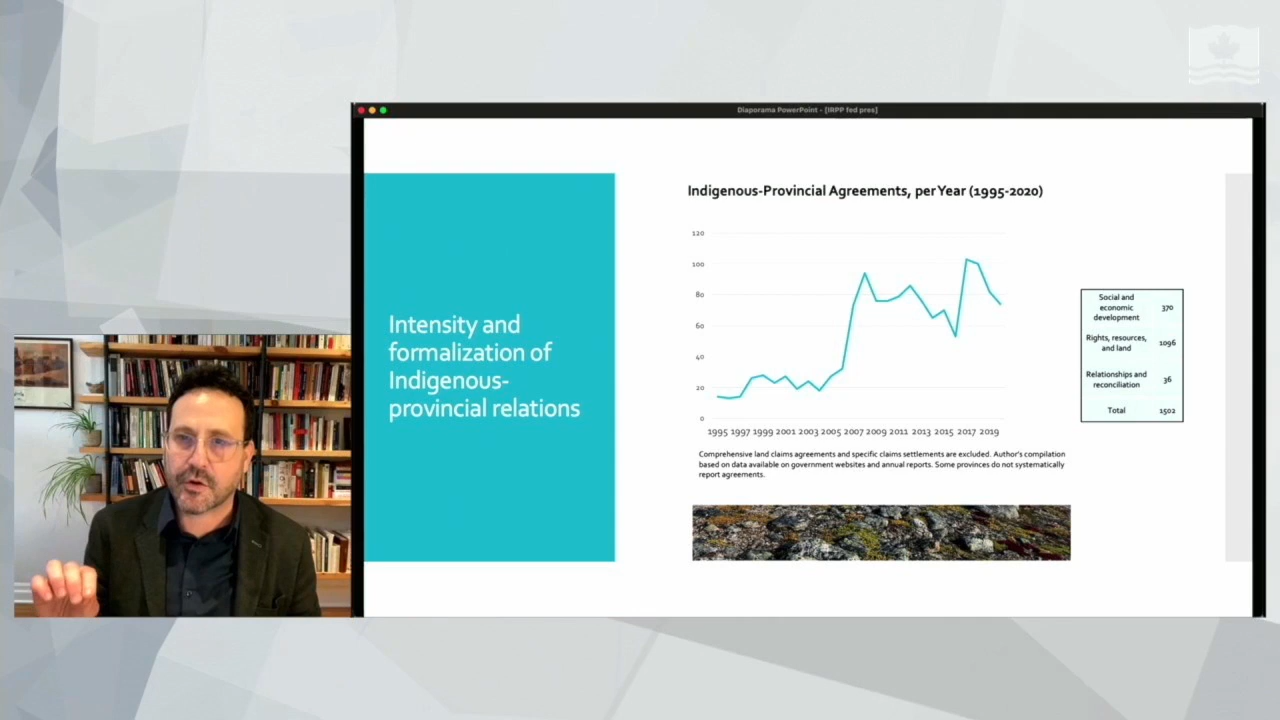 Diaporama PowerPoint - [IRPP fed pres]
Intensity and
formalization of
Indigenous-
provincial relations
Indigenous-Provincial Agreements, per Year (1995-2020)
120
100
80
60
40
20
0
1995 1997 1999 2001 2003 2005 2007 2009 2011 2013 2015 2017 2019
Comprehensive land claims agreements and specific claims settlements are excluded. Author's compilation
based on data available on government websites and annual reports. Some provinces do not systematically
report agreements.
Social and
economic
development
370
Rights, resources,
and land
1096
Relationships and
reconciliation
36
Total 1502